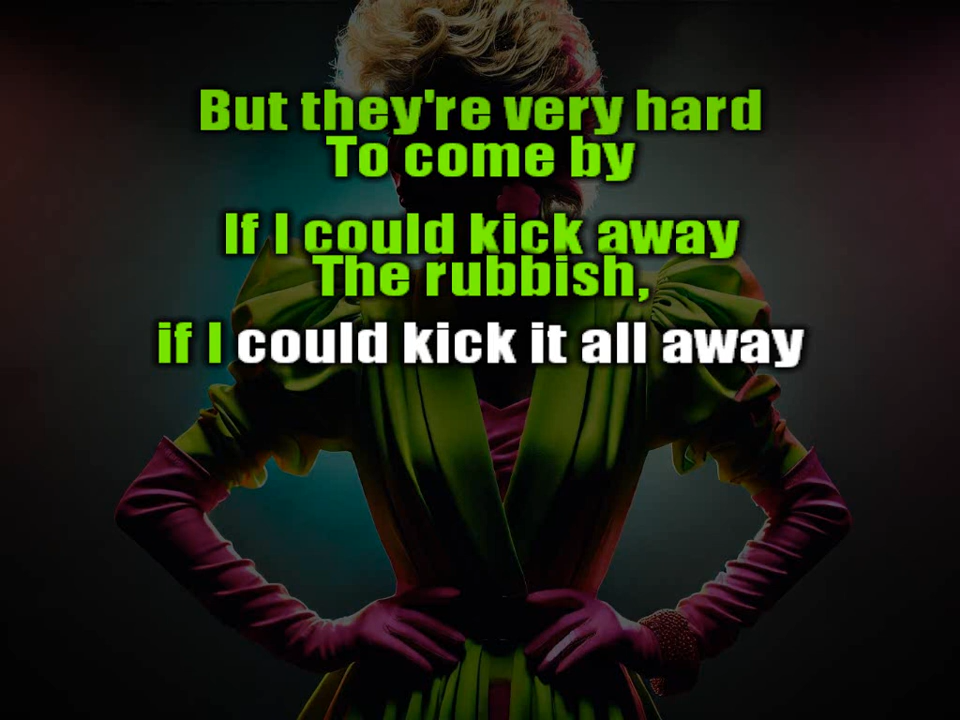 But they're very hard
To come by
If I could kick away
The rubbish,
if I could kick it all away